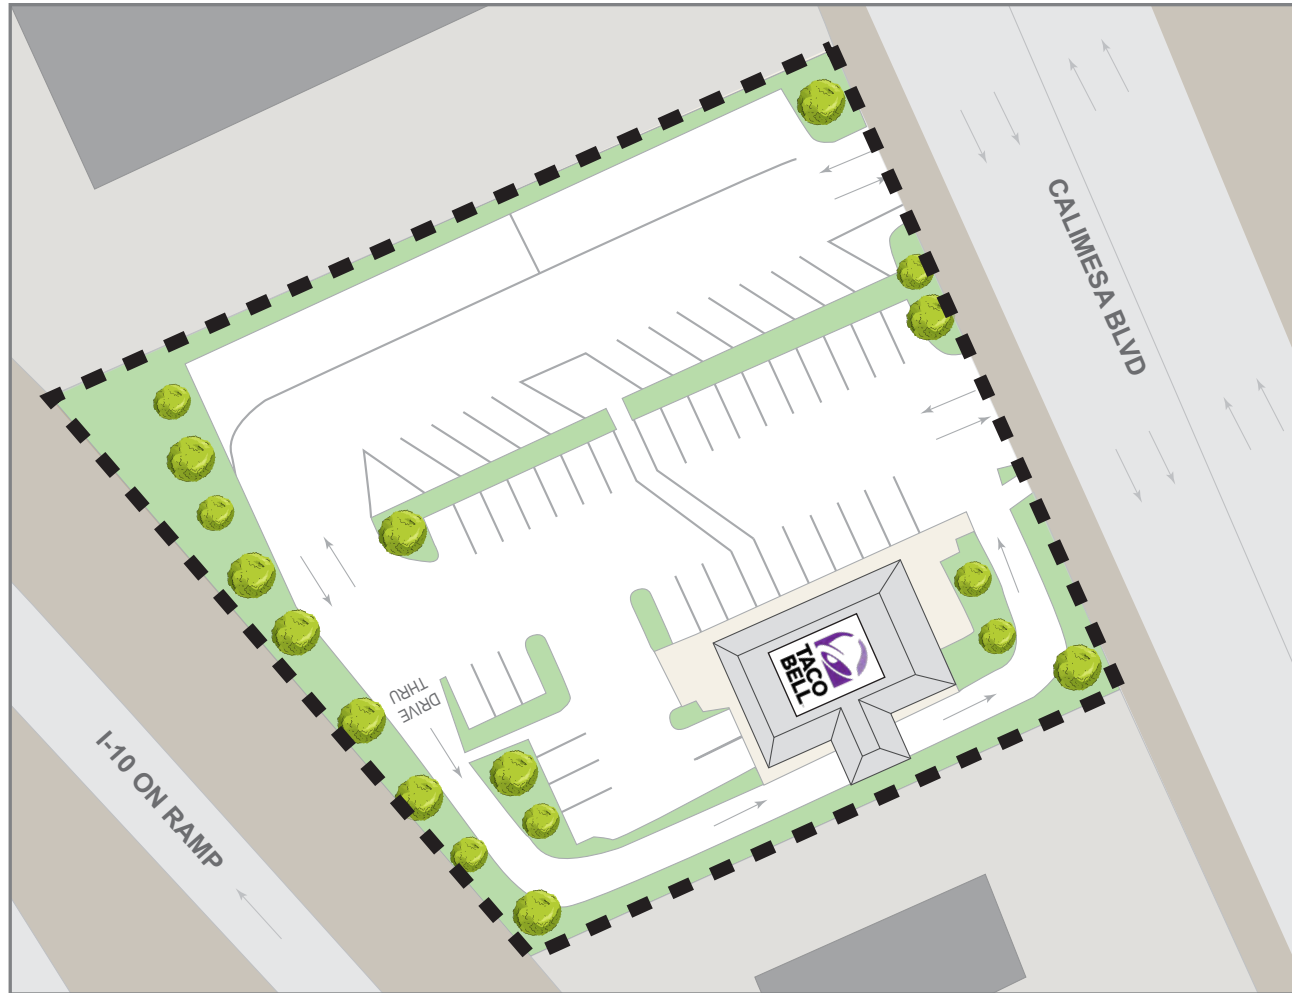 CALIMESA BLVD
TACO
BELL
DRIVE
THRU
I-10 ON RAMP